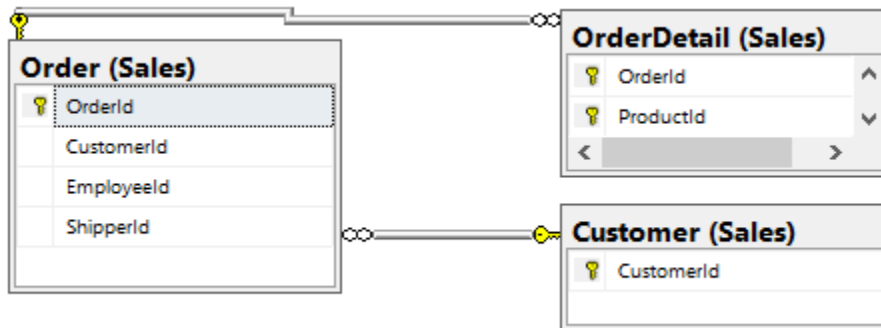 Order (Sales)
OrderId
CustomerId
EmployeeId
ShipperId
OrderDetail (Sales)
OrderId
ProductId
Customer (Sales)
CustomerId